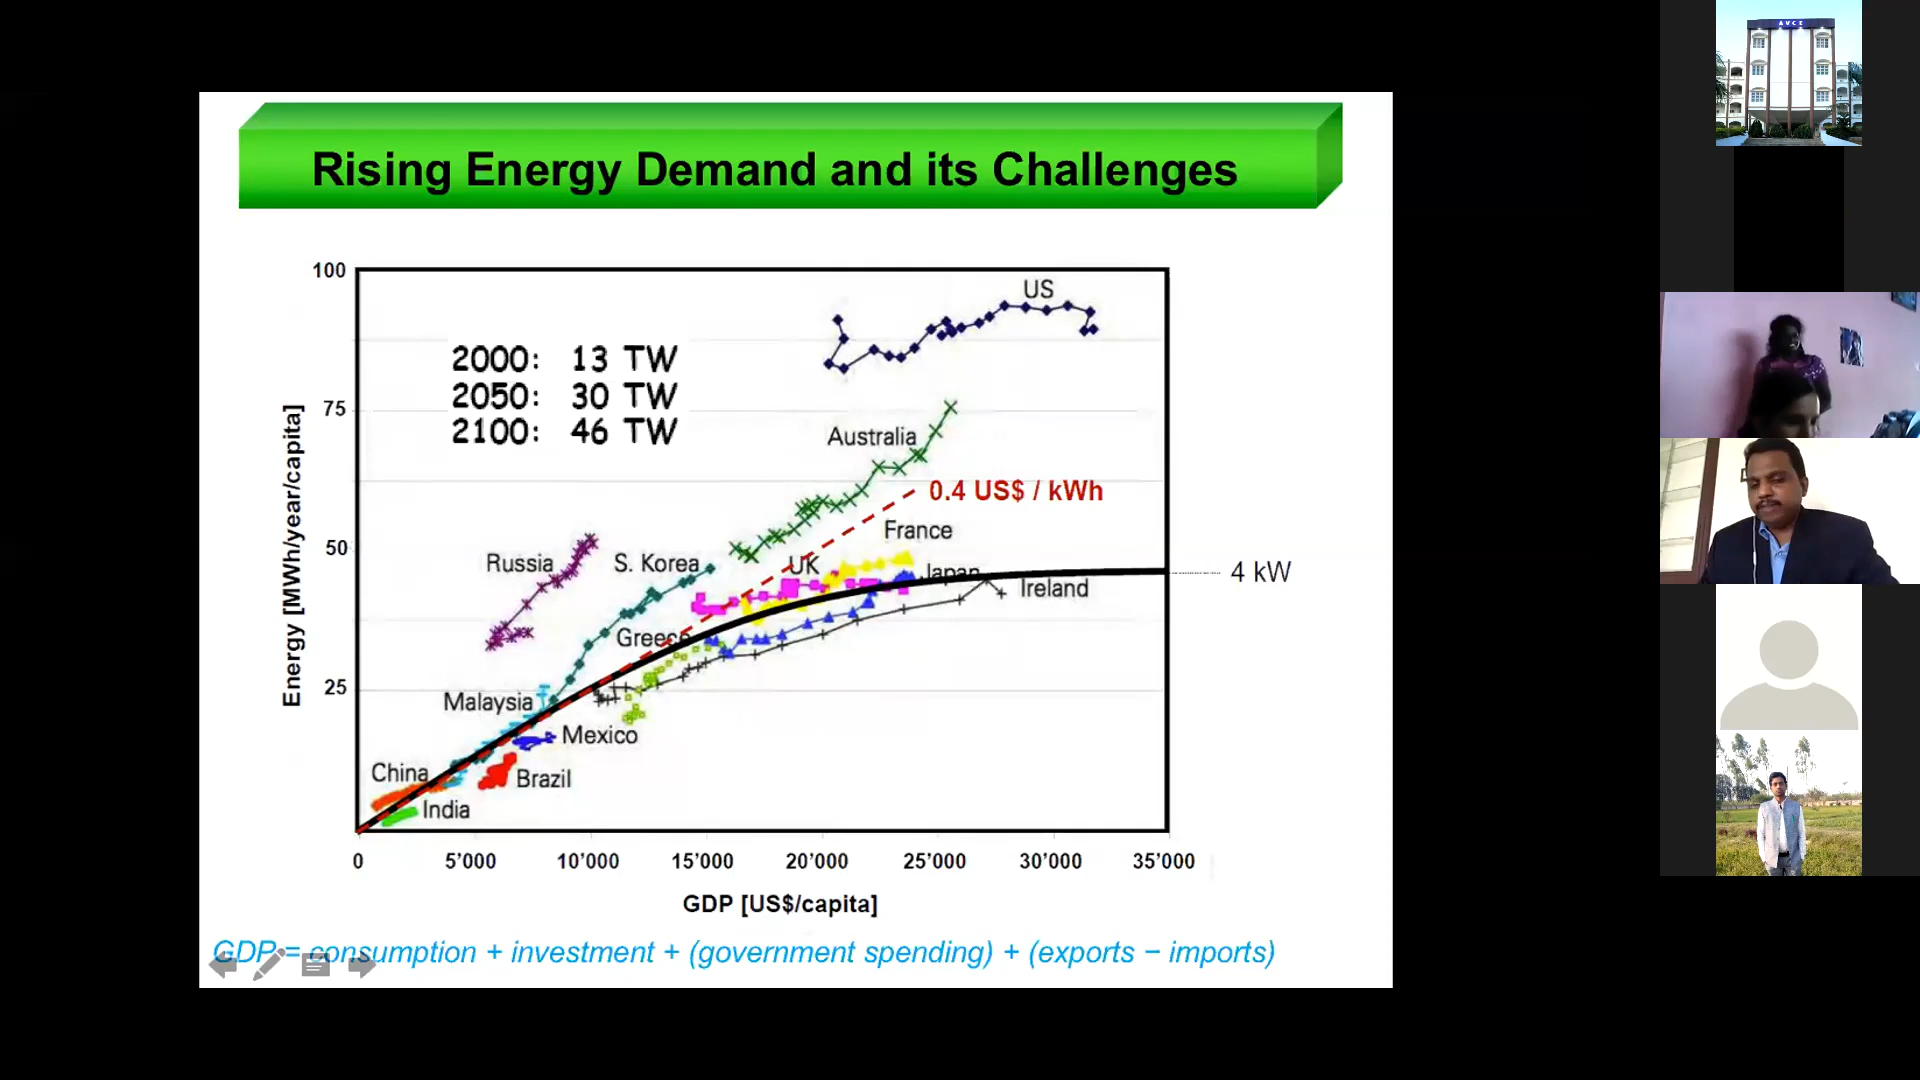 AVCE
Rising Energy Demand and its Challenges
100
75
50
25
Energy [MWh/year/capita]
2000: 13 TW
2050: 30 TW
2100: 46 TW
US
Australia
0.4 US$ / kWh
France
Russia
S. Korea
UK
Japan
4 kW
Ireland
Greece
Malaysia
Mexico
China
Brazil
India
0
5’000
10’000
15’000
20’000
25’000
30’000
35’000
GDP [US$/capita]
GDP = consumption + investment + (government spending) + (exports − imports)